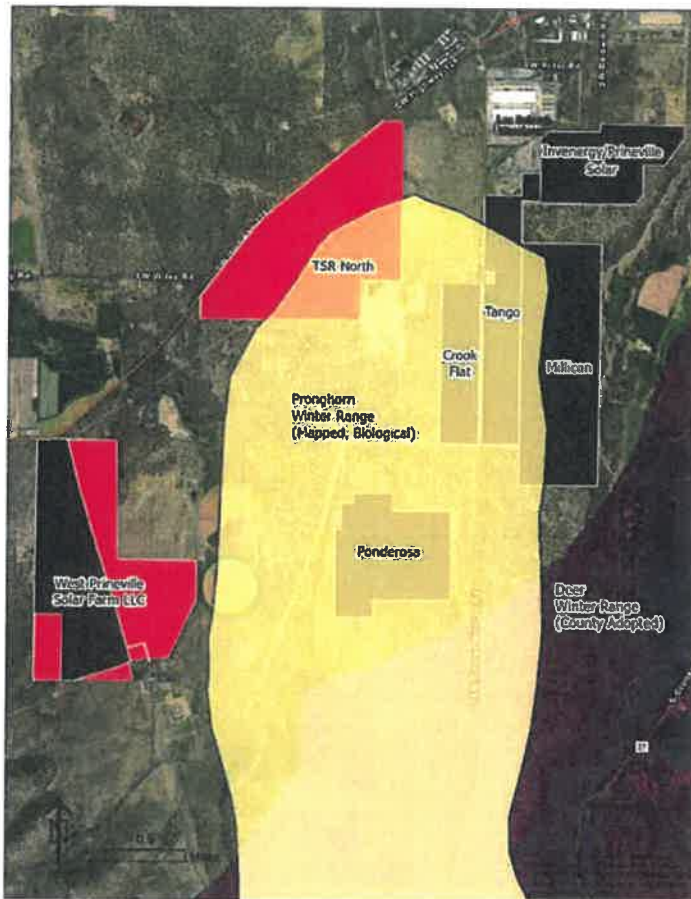 Invenergy/Prineville
Solar
TSR North
Tango
Crook
Flat
Millican
Pronghorn
Winter Range
(Mapped, Biological)
Ponderosa
West Prineville
Solar Farm LLC
Deer
Winter Range
(County Adopted)